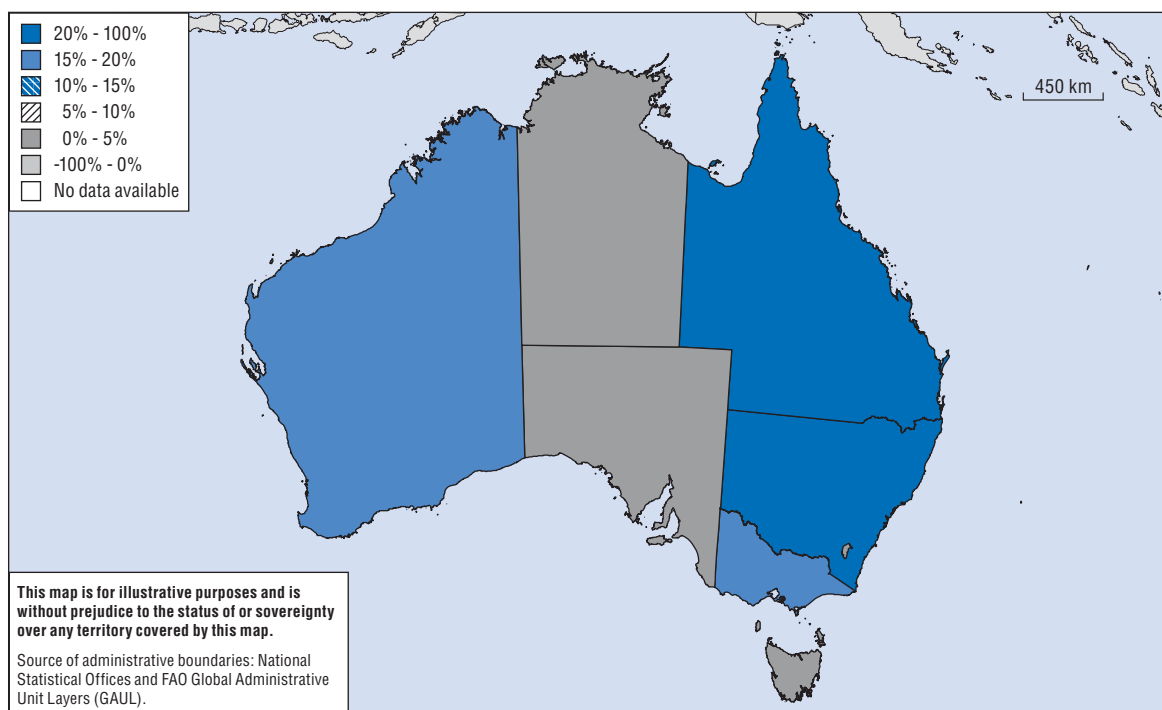 20% - 100%
15% - 20%
10% - 15%
5% - 10%
0% - 5%
-100% - 0%
No data available
450 km
This map is for illustrative purposes and is
without prejudice to the status of or sovereignty
over any territory covered by this map.
Source of administrative boundaries: National
Statistical Offices and FAO Global Administrative
Unit Layers (GAUL).